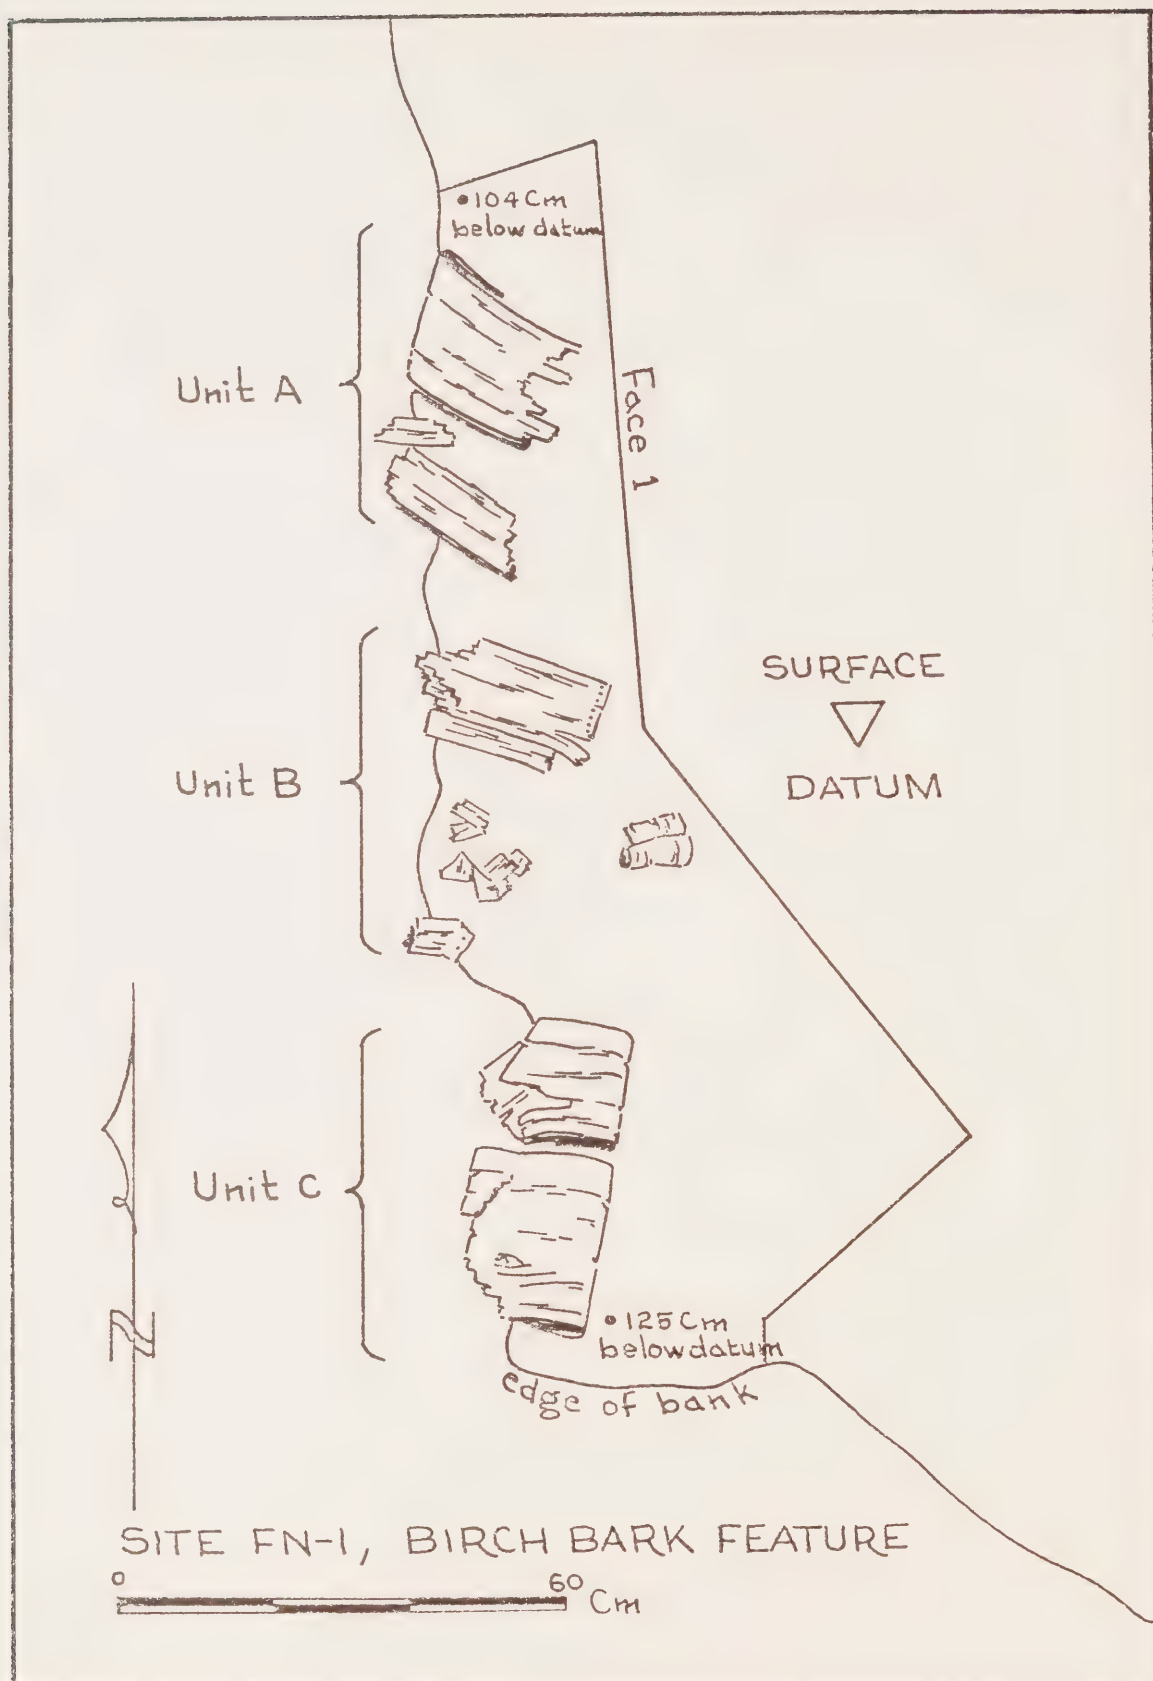 •104 Cm
below datum
Unit A
Face 1
SURFACE
DATUM
Unit B
Unit C
•125 Cm
below datum
edge of bank
N
SITE FN-1, BIRCH BARK FEATURE
0 60
Cm